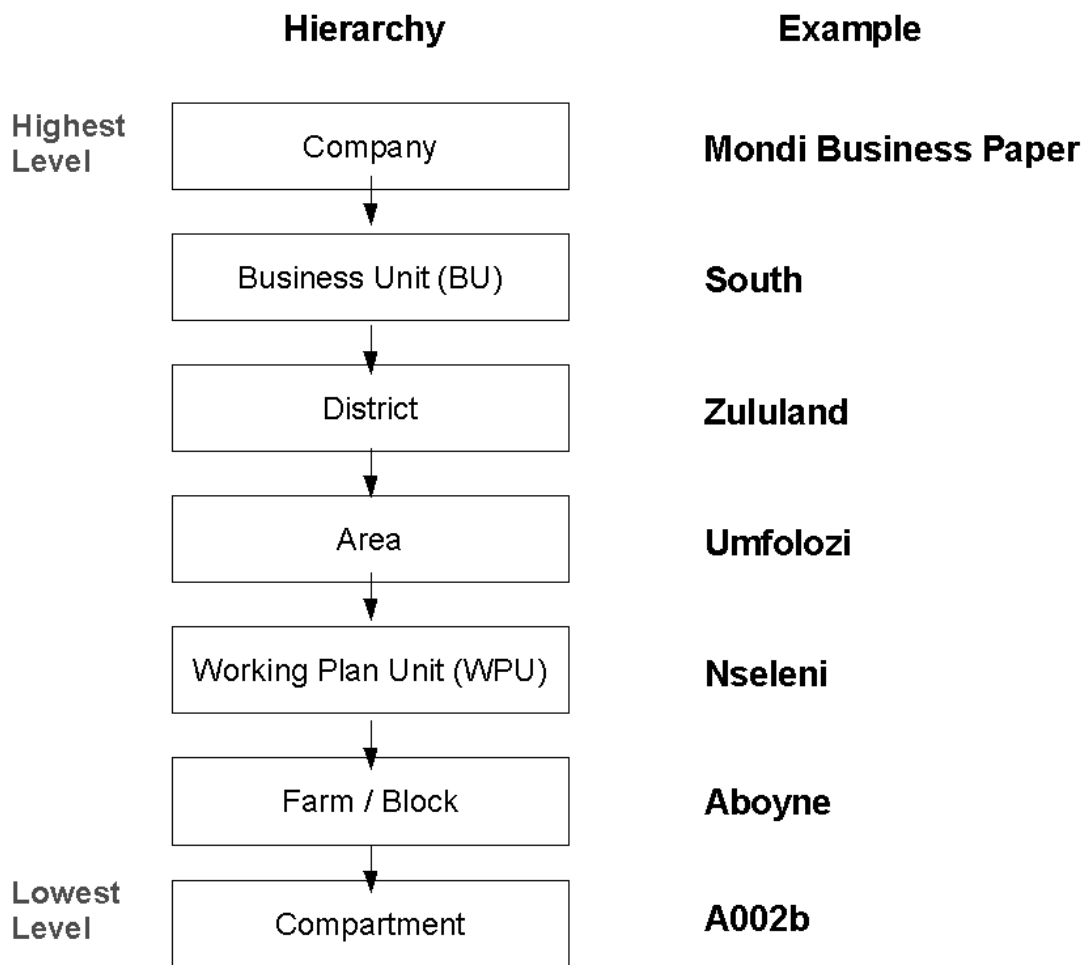 Hierarchy Example
Highest
Level
Company Mondi Business Paper
Business Unit (BU) South
District Zululand
Area Umfolozi
Working Plan Unit (WPU) Nseleni
Farm / Block Aboyne
Lowest
Level
Compartment A002b